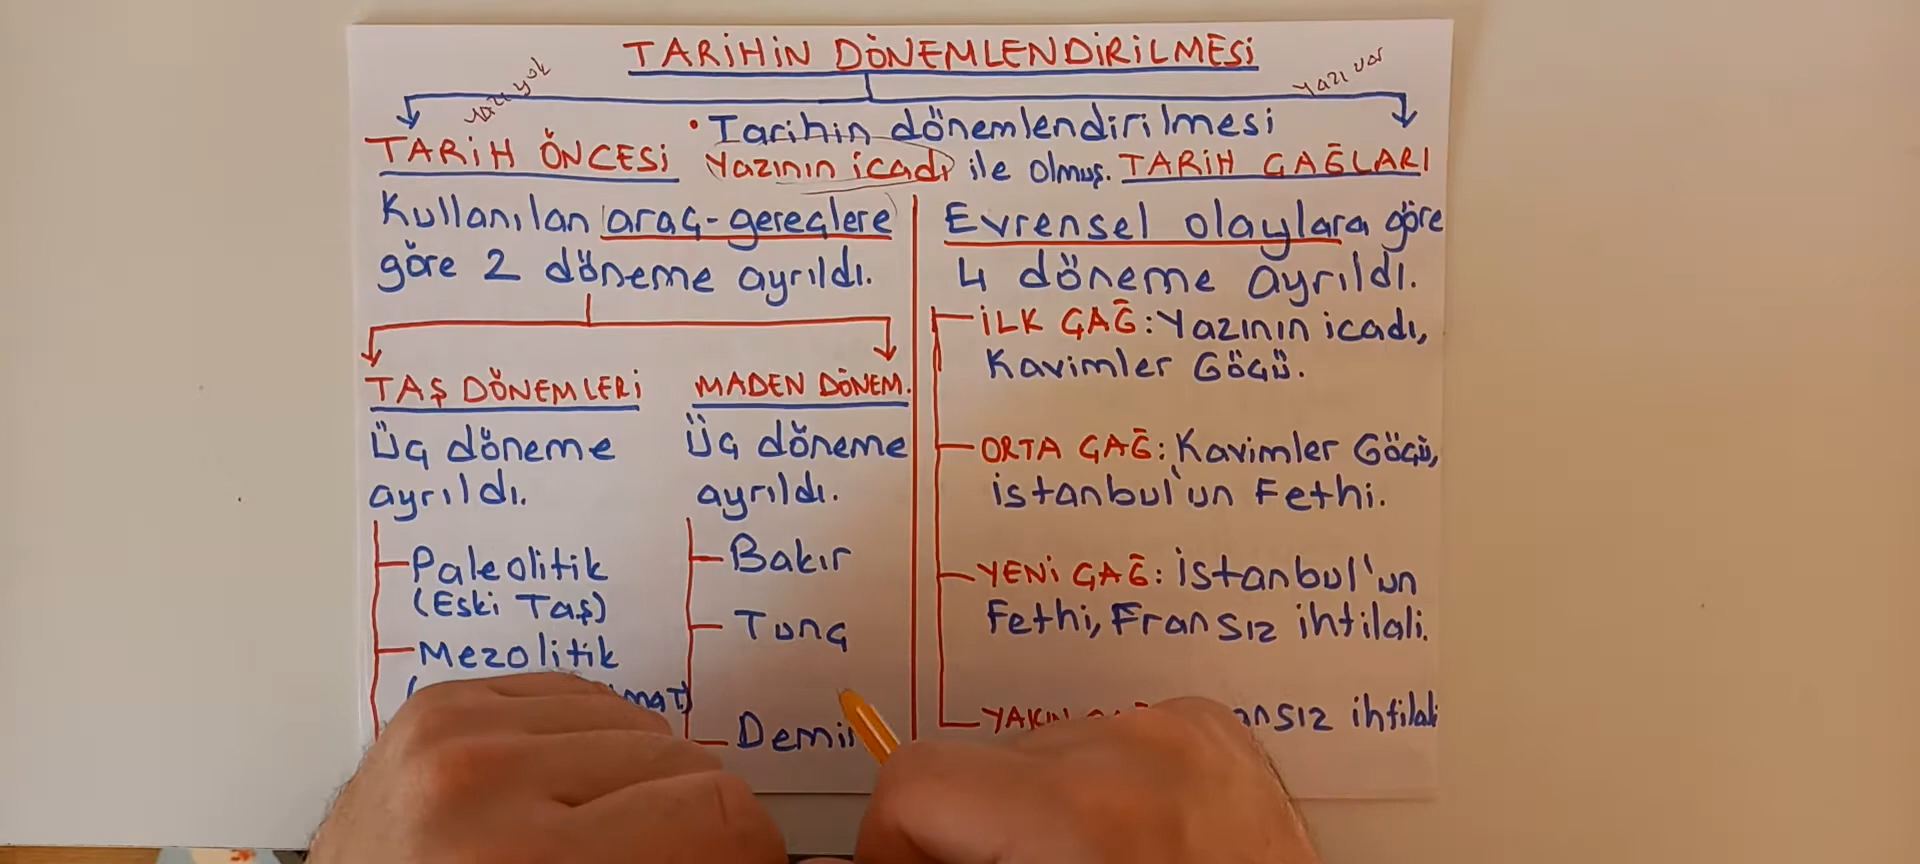 TARİHİN DÖNEMLENDİRİLMESİ
Yazı yok
Yazı var
• Tarihin dönemlendirilmesi
Yazının icadı ile olmuş.
TARİH ÖNCESİ
Kullanılan araç-gereçlere
göre 2 döneme ayrıldı.
TAŞ DÖNEMLERİ
Üç döneme
ayrıldı.
Paleolitik
(Eski Taş)
Mezolitik
MADEN DÖNEM.
Üç döneme
ayrıldı.
Bakır
Tunç
Demir
TARİH ÇAĞLARI
Evrensel olaylara göre
4 döneme ayrıldı.
İLK ÇAĞ: Yazının icadı,
Kavimler Göçü.
ORTA ÇAĞ: Kavimler Göçü,
İstanbul'un Fethi.
YENİ ÇAĞ: İstanbul'un
Fethi, Fransız ihtilali.
YAKIN ihtilali